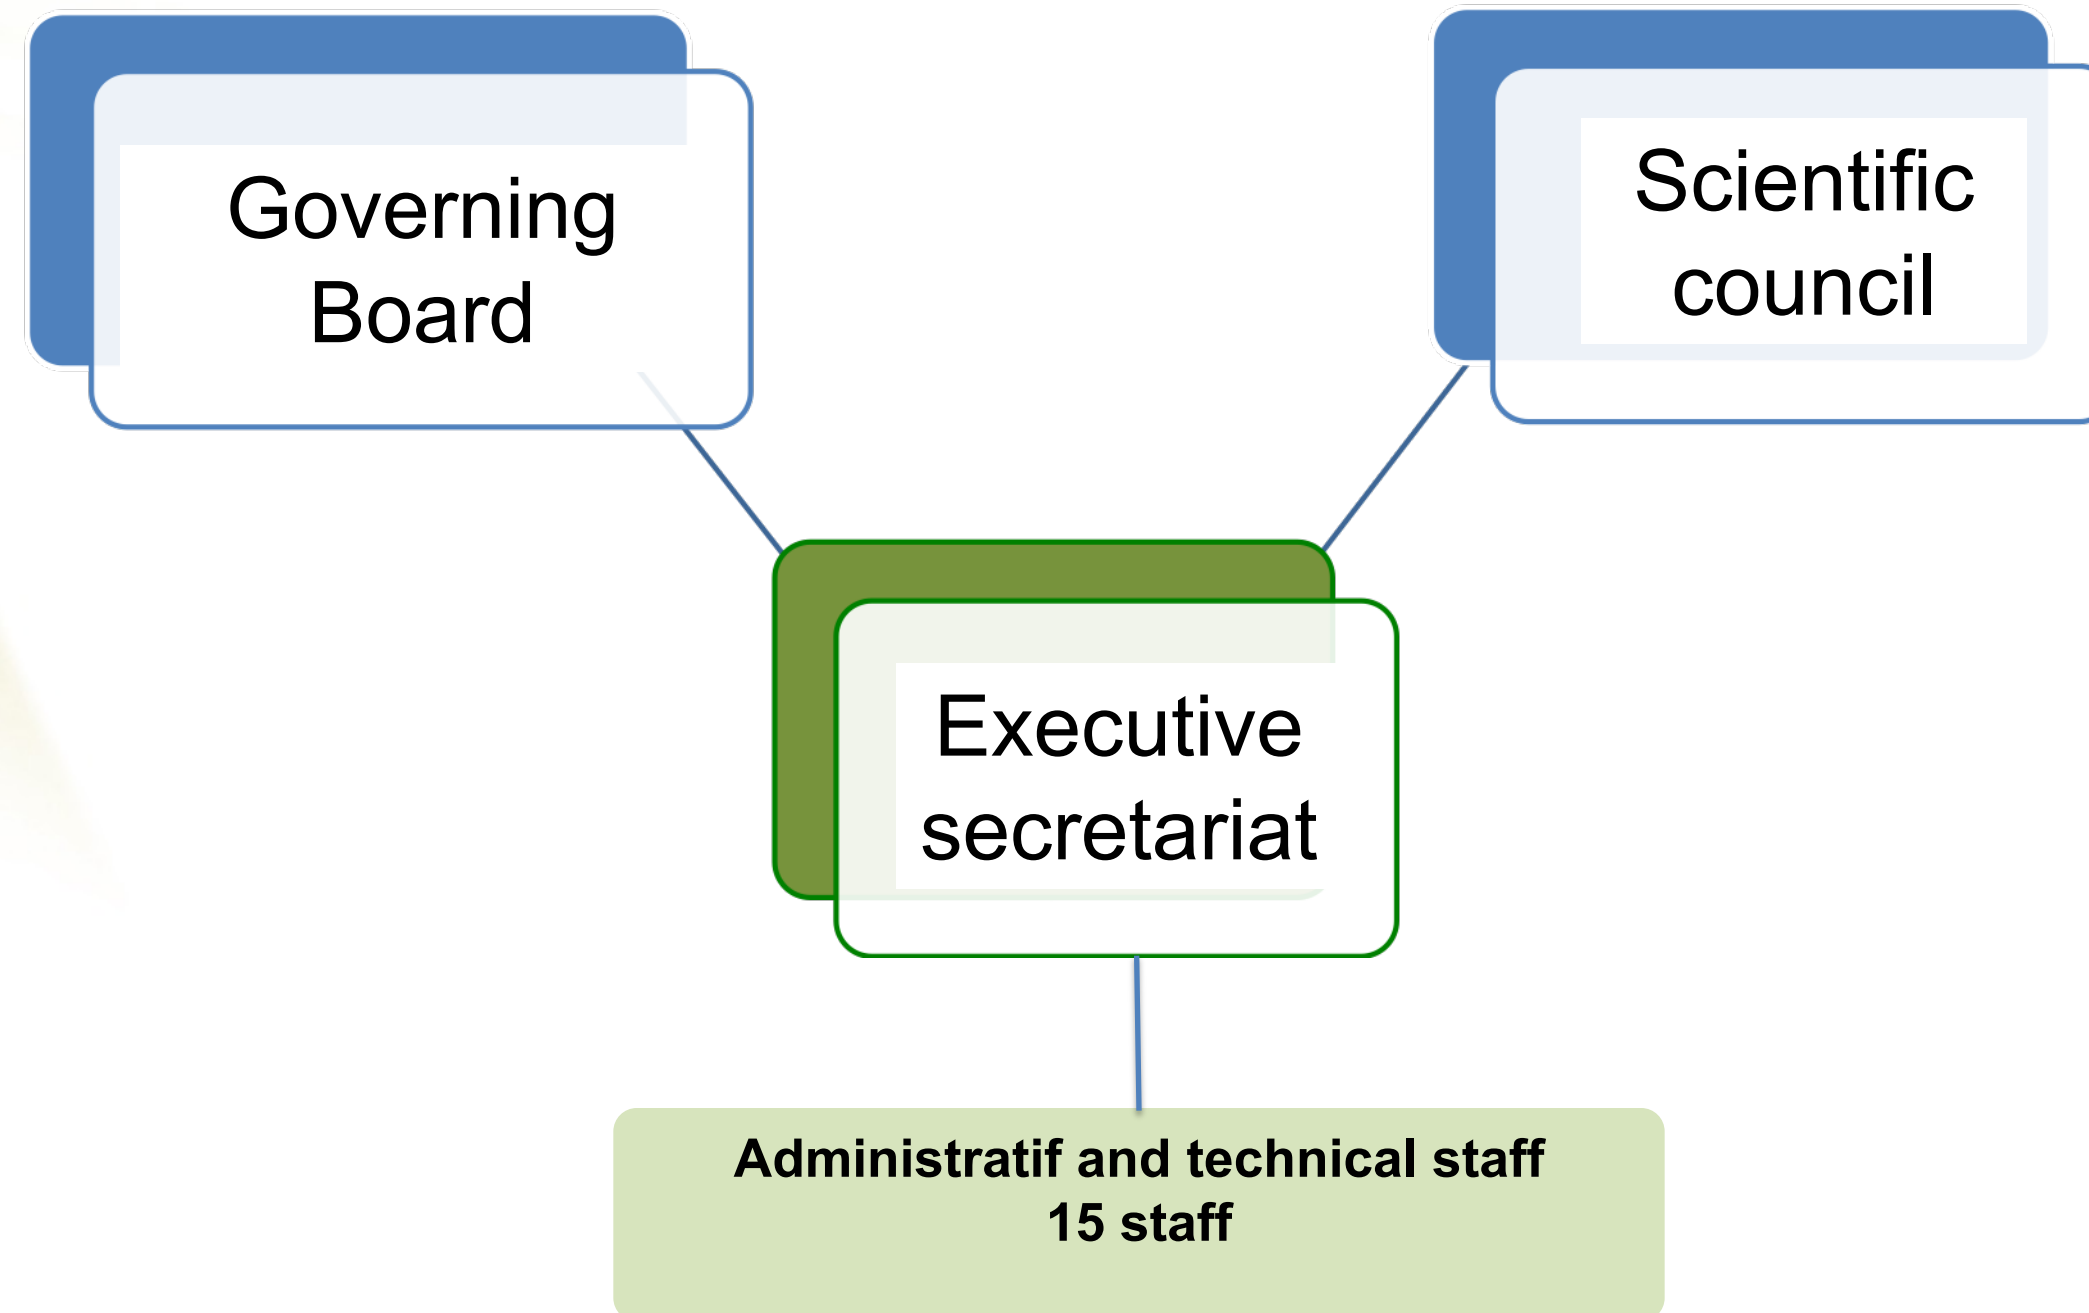 Governing
Board
Scientific
council
Executive
secretariat
Administratif and technical staff
15 staff